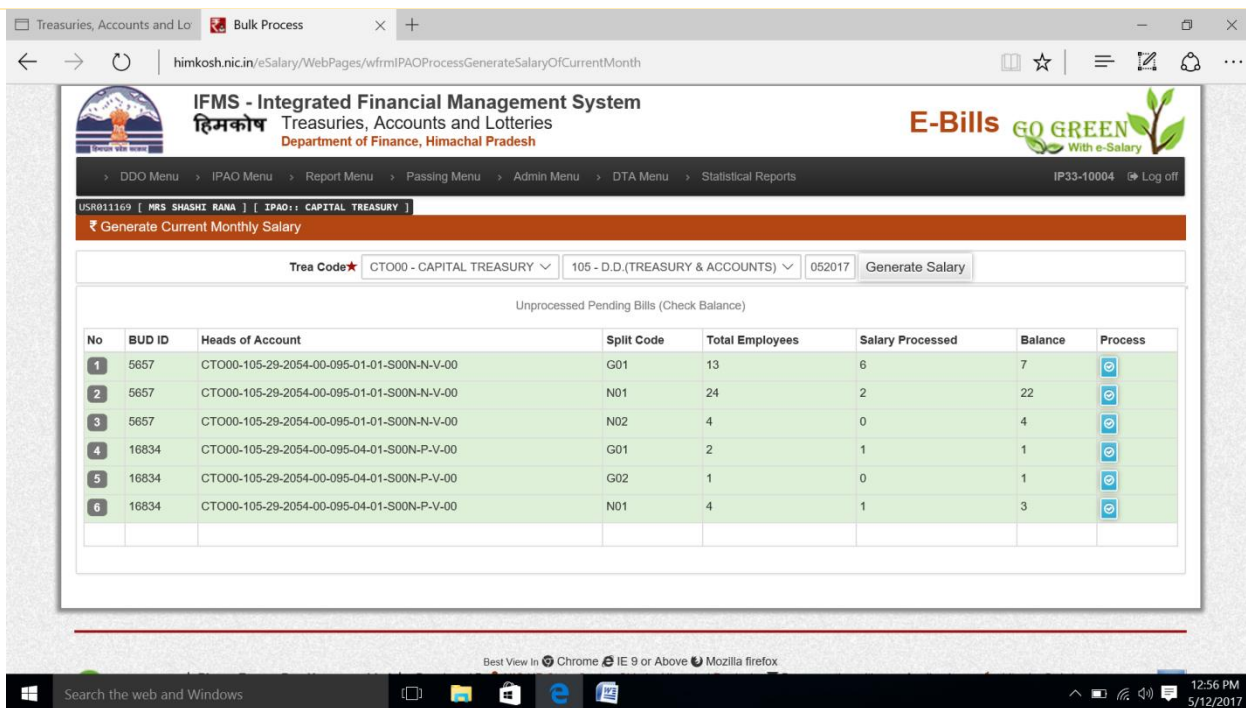 Treasuries, Accounts and Lo
Bulk Process
himkosh.nic.in/eSalary/WebPages/wfrmIPAOProcessGenerateSalaryOfCurrentMonth
IFMS - Integrated Financial Management System
हिमकोष Treasuries, Accounts and Lotteries
Department of Finance, Himachal Pradesh
E-Bills
GO GREEN
With e-Salary
> DDO Menu > IPAO Menu > Report Menu > Passing Menu > Admin Menu > DTA Menu > Statistical Reports IP33-10004 Log off
USR011169 [ MRS SHASHI RANA ] [ IPAO:: CAPITAL TREASURY ]
₹ Generate Current Monthly Salary
Trea Code★ CTO00 - CAPITAL TREASURY 105 - D.D.(TREASURY & ACCOUNTS) 052017 Generate Salary
Unprocessed Pending Bills (Check Balance)
No BUD ID Heads of Account Split Code Total Employees Salary Processed Balance Process
1 5657 CTO00-105-29-2054-00-095-01-01-S00N-N-V-00 G01 13 6 7
2 5657 CTO00-105-29-2054-00-095-01-01-S00N-N-V-00 N01 24 2 22
3 5657 CTO00-105-29-2054-00-095-01-01-S00N-N-V-00 N02 4 0 4
4 16834 CTO00-105-29-2054-00-095-04-01-S00N-P-V-00 G01 2 1 1
5 16834 CTO00-105-29-2054-00-095-04-01-S00N-P-V-00 G02 1 0 1
6 16834 CTO00-105-29-2054-00-095-04-01-S00N-P-V-00 N01 4 1 3
Best View In Chrome IE 9 or Above Mozilla firefox
Search the web and Windows
12:56 PM
5/12/2017